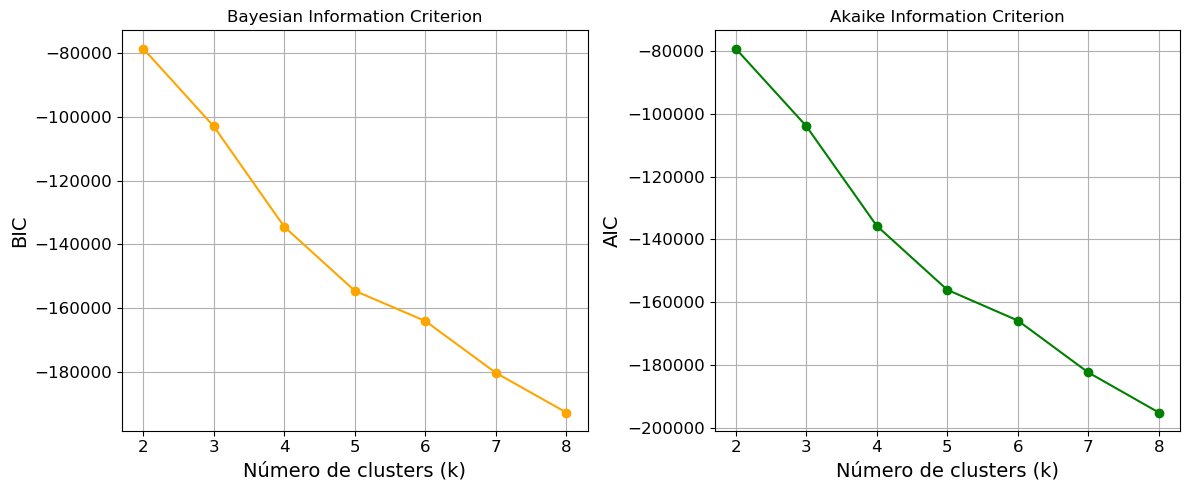 Bayesian Information Criterion
−80000
−100000
−120000
−140000
−160000
−180000
BIC
2 3 4 5 6 7 8
Número de clusters (k)
Akaike Information Criterion
−80000
−100000
−120000
−140000
−160000
−180000
−200000
AIC
2 3 4 5 6 7 8
Número de clusters (k)